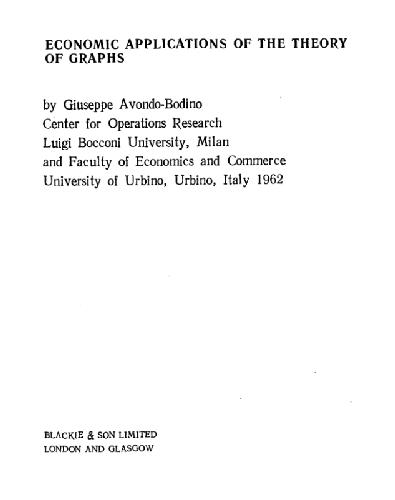 ECONOMIC APPLICATIONS OF THE THEORY
OF GRAPHS
by Giuseppe Avondo-Bodino
Center for Operations Research
Luigi Bocconi University, Milan
and Faculty of Economics and Commerce
University of Urbino, Urbino, Italy 1962
BLACKIE & SON LIMITED
LONDON AND GLASGOW